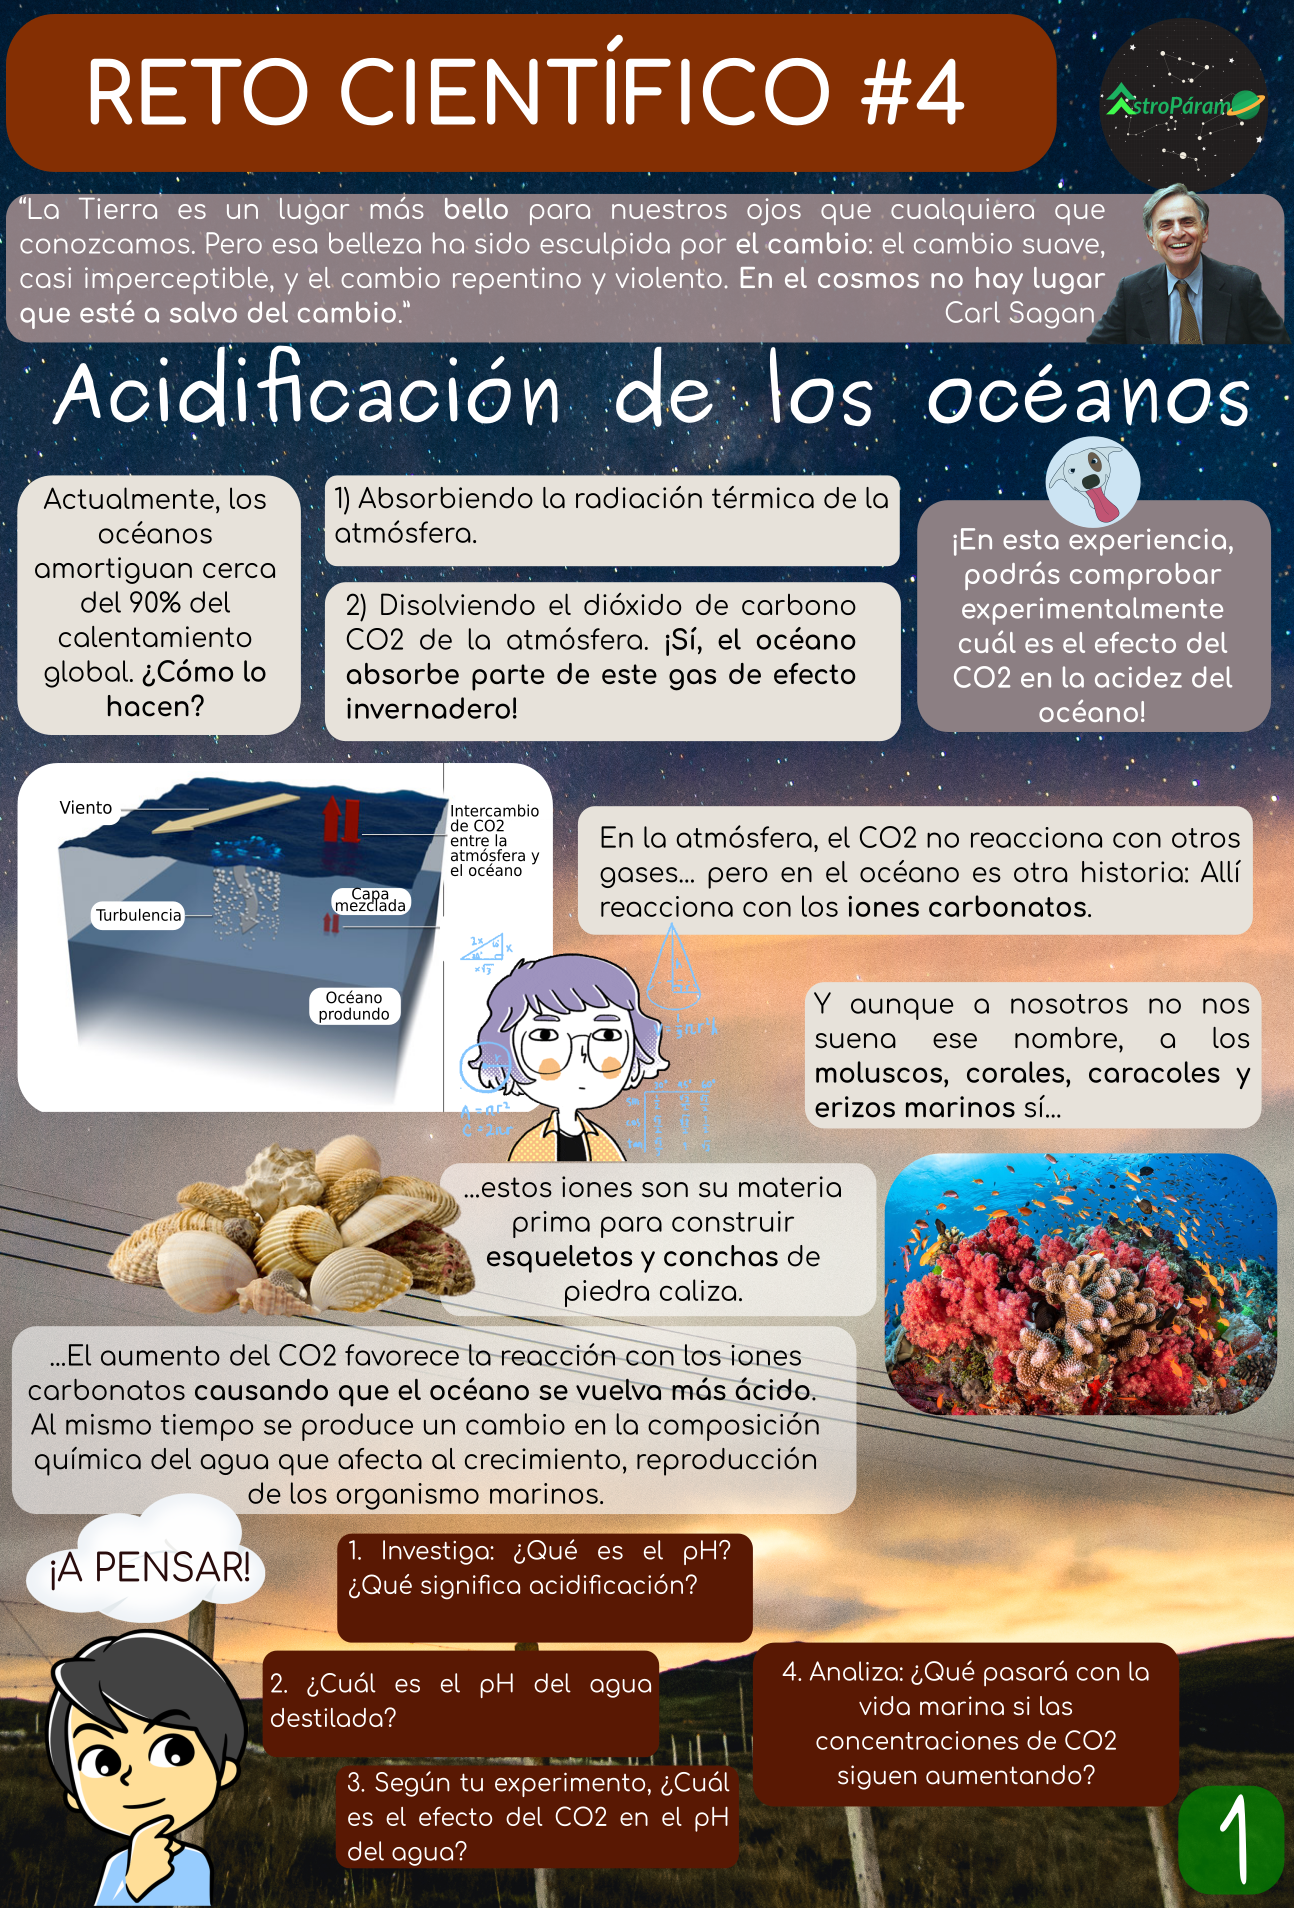 RETO CIENTÍFICO #4
AstroPáramo
“La Tierra es un lugar más bello para nuestros ojos que cualquiera que
conozcamos. Pero esa belleza ha sido esculpida por el cambio: el cambio suave,
casi imperceptible, y el cambio repentino y violento. En el cosmos no hay lugar
que esté a salvo del cambio.”
Carl Sagan
Acidificación de los océanos
Actualmente, los
océanos
amortiguan cerca
del 90% del
calentamiento
global. ¿Cómo lo
hacen?
1) Absorbiendo la radiación térmica de la
atmósfera.
2) Disolviendo el dióxido de carbono
CO2 de la atmósfera. ¡Sí, el océano
absorbe parte de este gas de efecto
invernadero!
¡En esta experiencia,
podrás comprobar
experimentalmente
cuál es el efecto del
CO2 en la acidez del
océano!
Viento
Intercambio
de CO2
entre la
atmósfera y
el océano
Capa
mezclada
Turbulencia
Océano
produndo
En la atmósfera, el CO2 no reacciona con otros
gases... pero en el océano es otra historia: Allí
reacciona con los iones carbonatos.
2x
x
A = πr²
C = 2πr
Y aunque a nosotros no nos
suena ese nombre, a los
moluscos, corales, caracoles y
erizos marinos sí...
...estos iones son su materia
prima para construir
esqueletos y conchas de
piedra caliza.
...El aumento del CO2 favorece la reacción con los iones
carbonatos causando que el océano se vuelva más ácido.
Al mismo tiempo se produce un cambio en la composición
química del agua que afecta al crecimiento, reproducción
de los organismo marinos.
¡A PENSAR!
1. Investiga: ¿Qué es el pH?
¿Qué significa acidificación?
2. ¿Cuál es el pH del agua
destilada?
3. Según tu experimento, ¿Cuál
es el efecto del CO2 en el pH
del agua?
4. Analiza: ¿Qué pasará con la
vida marina si las
concentraciones de CO2
siguen aumentando?
1